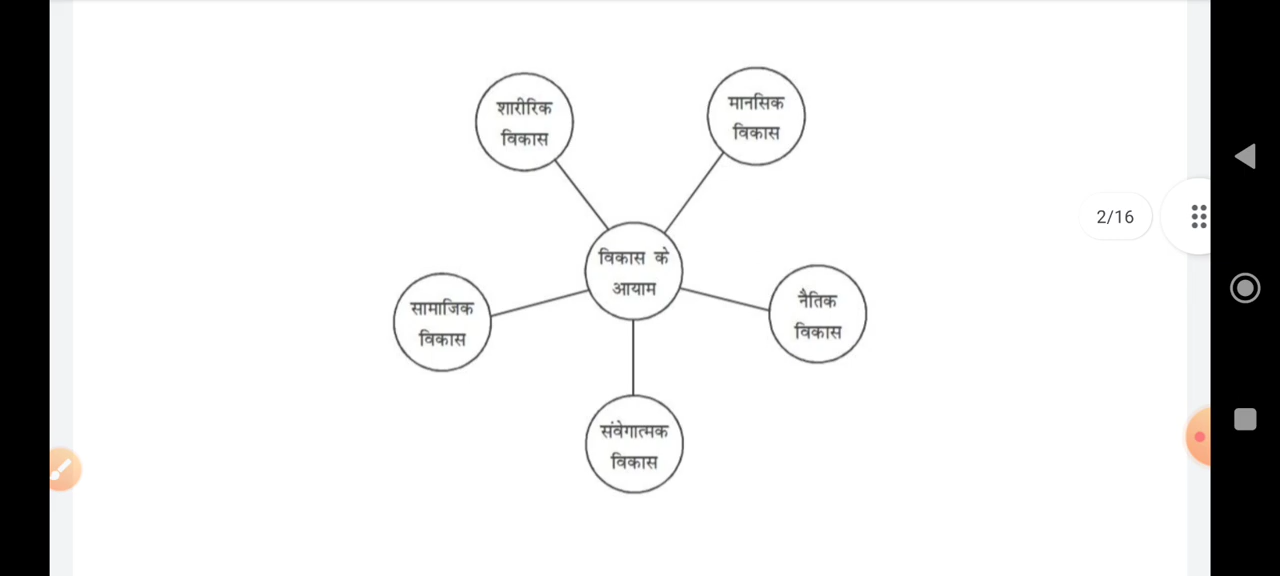 शारीरिक
विकास
मानसिक
विकास
विकास के
आयाम
2/16
सामाजिक
विकास
नैतिक
विकास
संवेगात्मक
विकास